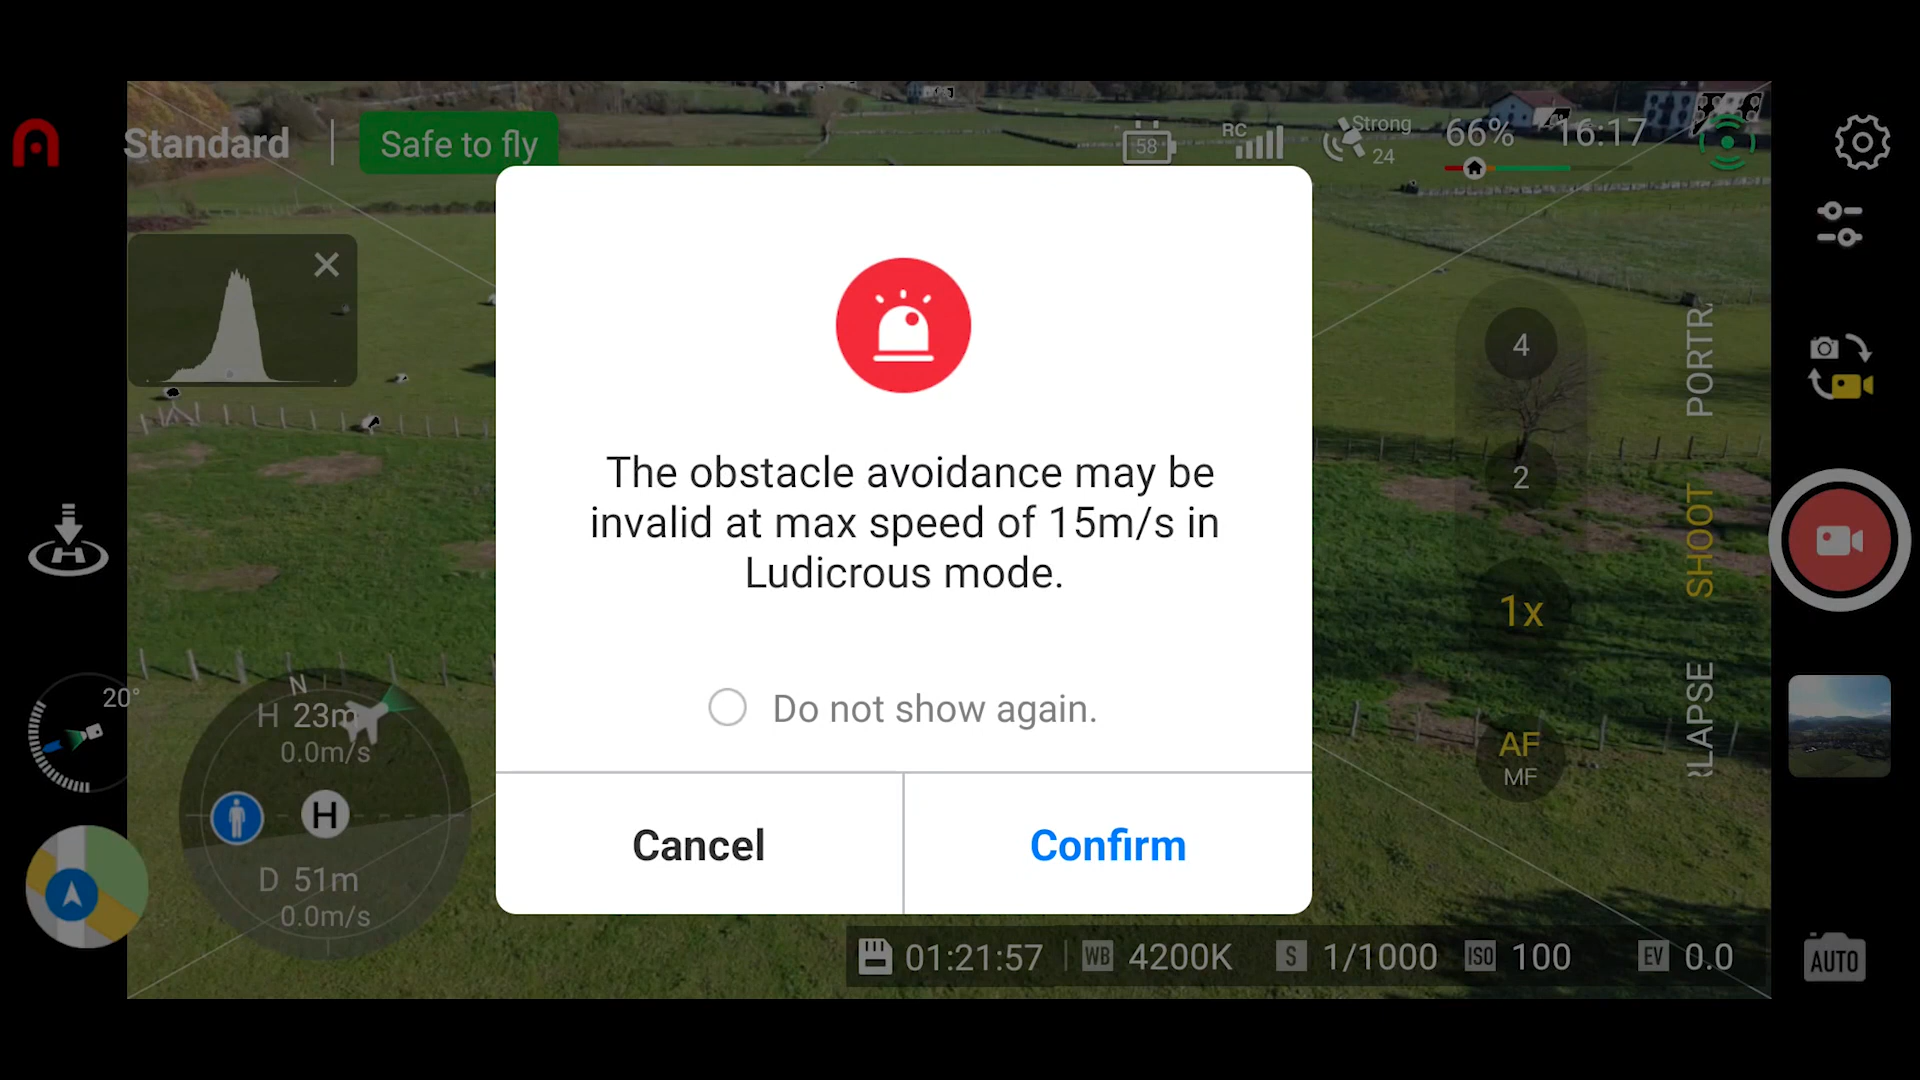 Standard
Safe to fly
58
RC
Strong
24
66%
16:17
The obstacle avoidance may be
invalid at max speed of 15m/s in
Ludicrous mode.
Do not show again.
Cancel
Confirm
4
2
1x
AF
MF
PORTR
SHOOT
LAPSE
20°
N
H 23m
0.0m/s
H
H
D 51m
0.0m/s
01:21:57
WB 4200K
S 1/1000
ISO 100
EV 0.0
AUTO